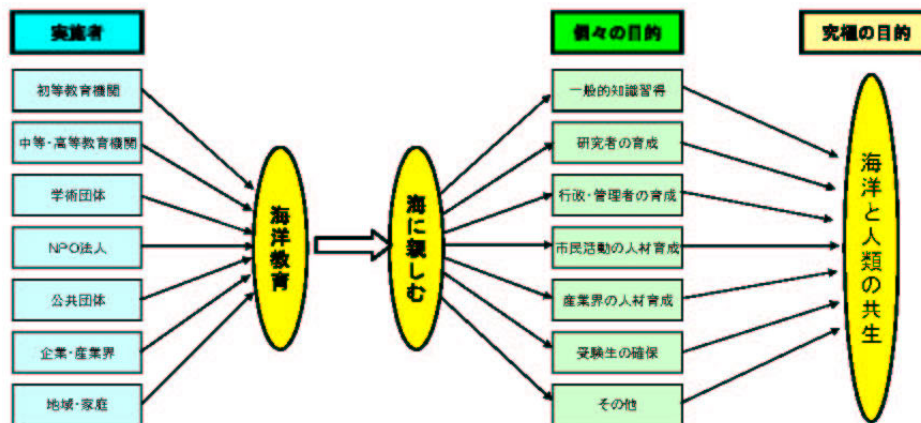 実施者
個々の目的
究極の目的
初等教育機関
中等・高等教育機関
学術団体
NPO法人
公共団体
企業・産業界
地域・家庭
海洋教育
海に親しむ
一般的知識習得
研究者の育成
行政・管理者の育成
市民活動の人材育成
産業界の人材育成
受験生の確保
その他
海洋と人類の共生